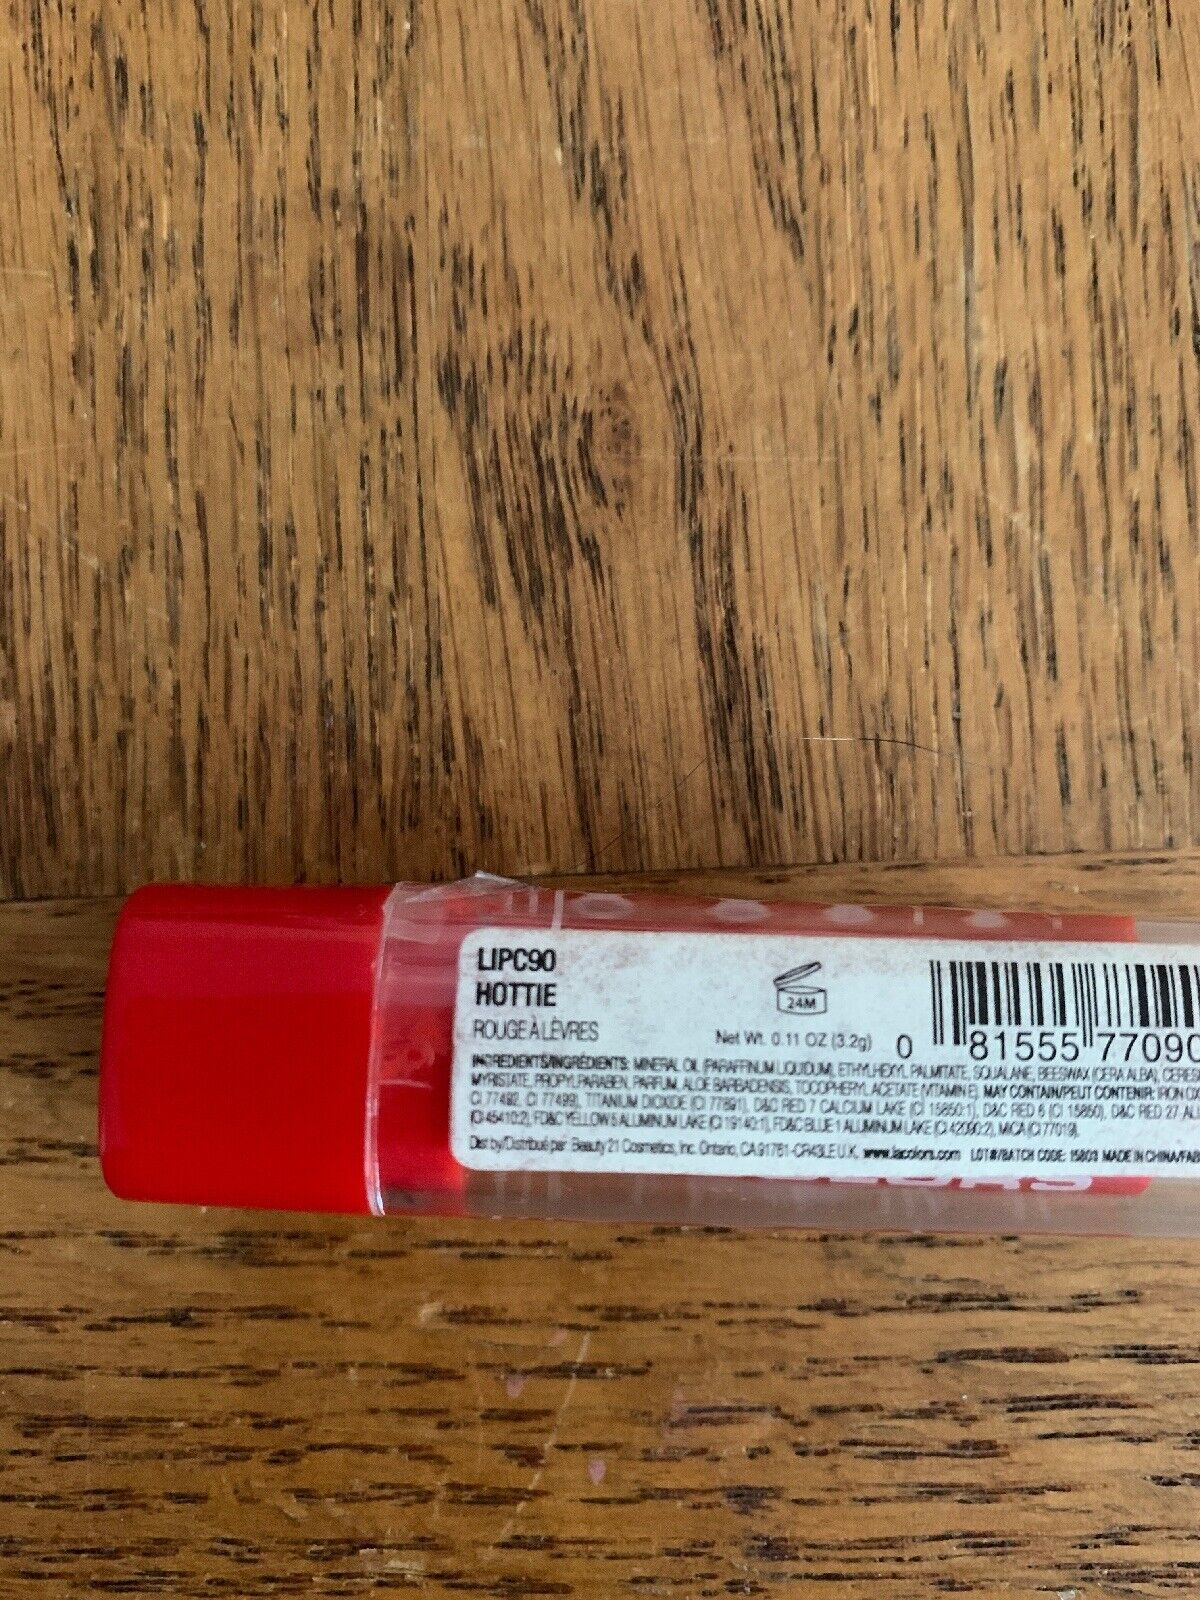 LIPC90
HOTTIE
ROUGE À LÈVRES
24M
Net Wt. 0.11 OZ (3.2g)
0 81555 77090
INGREDIENTS/INGRÉDIENTS: MINERAL OIL (PARAFFINUM LIQUIDUM), ETHYLHEXYL PALMITATE, SQUALANE, BEESWAX (CERA ALBA), CERES
MYRISTATE, PROPYLPARABEN, PARFUM, ALOE BARBADENSIS, TOCOPHERYL ACETATE (VITAMIN E). MAY CONTAIN/PEUT CONTENIR: IRON OX
CI 77492, CI 77499), TITANIUM DIOXIDE (CI 77891), D&C RED 7 CALCIUM LAKE (CI 15850:1), D&C RED 6 (CI 15850), D&C RED 27 AL
(CI 45410:2), FD&C YELLOW 5 ALUMINUM LAKE (CI 19140:1), FD&C BLUE 1 ALUMINUM LAKE (CI 42090:2), MICA (CI 77019).
Dist by/Distribué par: Beauty 21 Cosmetics, Inc. Ontario, CA 91761-CR43LE U.K. www.lacolors.com LOT#/BATCH CODE: 15803 MADE IN CHINA/FAB